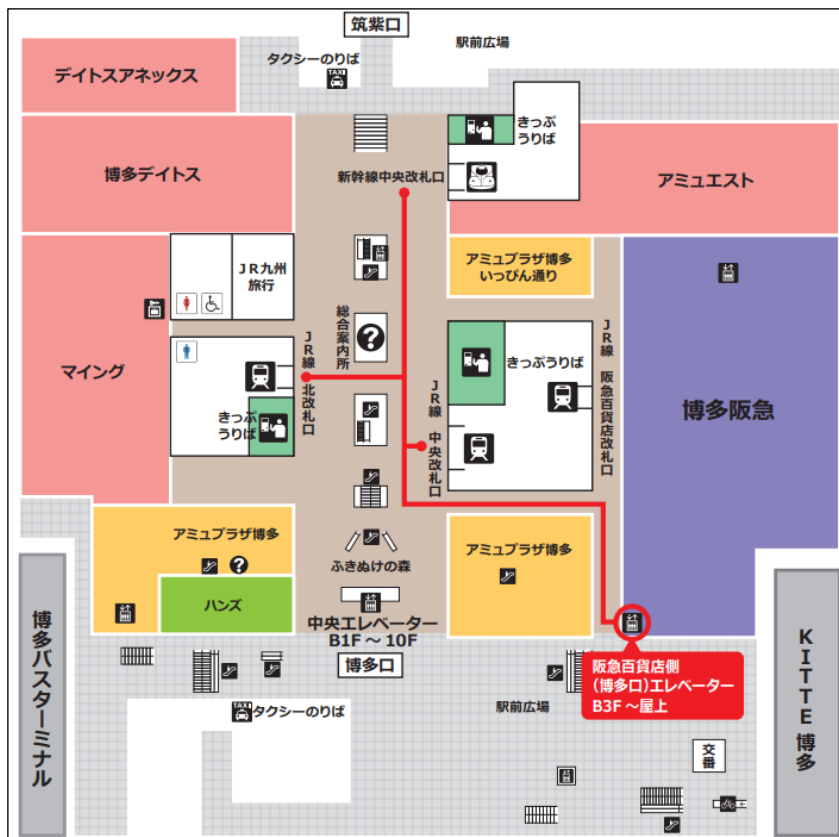 筑紫口
駅前広場
タクシーのりば
TAXI
デイトスアネックス
きっぷ
うりば
博多デイトス
新幹線中央改札口
アミュエスト
アミュプラザ博多
いっぴん通り
JR九州
旅行
総合案内所
?
マイング
JR線 北改札口
きっぷ
うりば
きっぷうりば
JR線 中央改札口
JR線 阪急百貨店改札口
博多阪急
アミュプラザ博多
?
アミュプラザ博多
ふきぬけの森
ハンズ
中央エレベーター
B1F～10F
博多口
阪急百貨店側
(博多口)エレベーター
B3F～屋上
博多バスターミナル
KITTE 博多
TAXI
タクシーのりば
駅前広場
交番